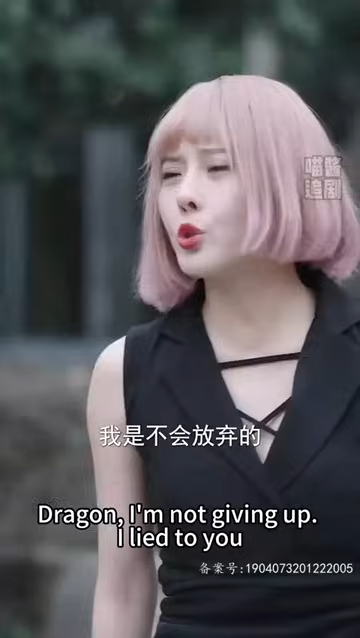 喵酱
追剧
我是不会放弃的
Dragon, I'm not giving up.
I lied to you
备案号:1904073201222005